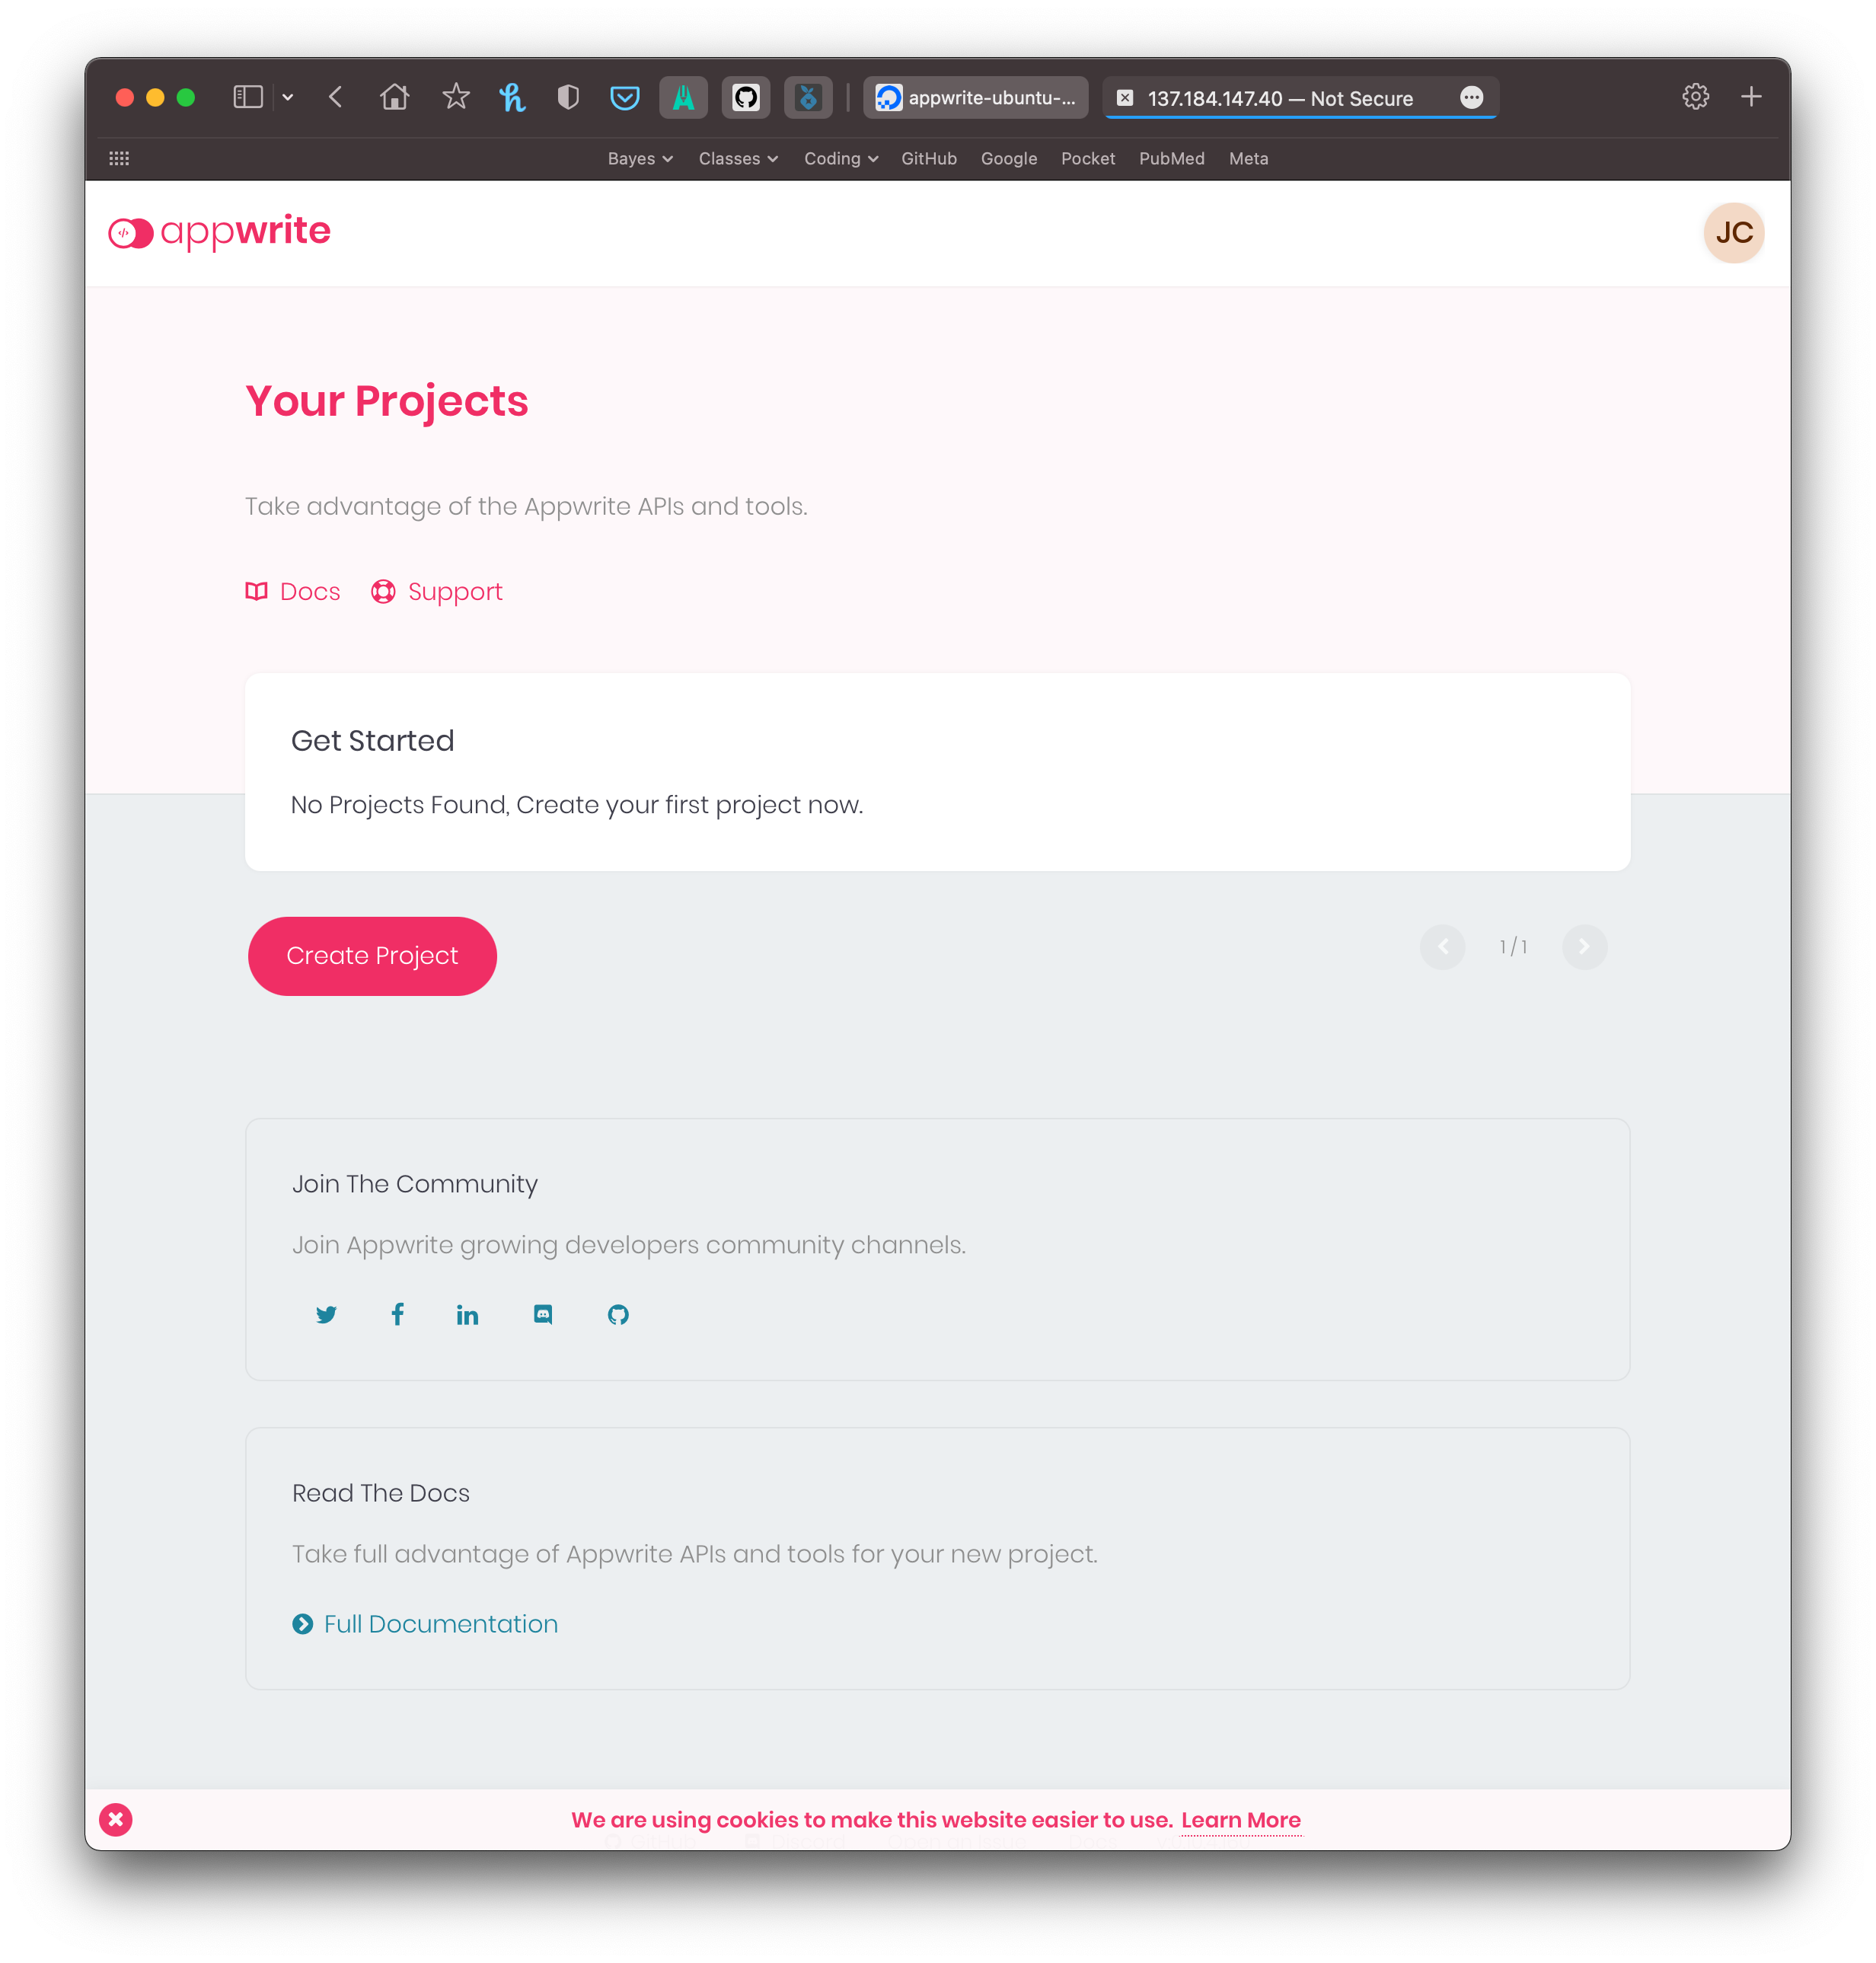 appwrite-ubuntu-...
137.184.147.40 — Not Secure
Bayes Classes Coding GitHub Google Pocket PubMed Meta
appwrite
JC
Your Projects
Take advantage of the Appwrite APIs and tools.
Docs Support
Get Started
No Projects Found, Create your first project now.
Create Project
1 / 1
Join The Community
Join Appwrite growing developers community channels.
Read The Docs
Take full advantage of Appwrite APIs and tools for your new project.
Full Documentation
We are using cookies to make this website easier to use. Learn More